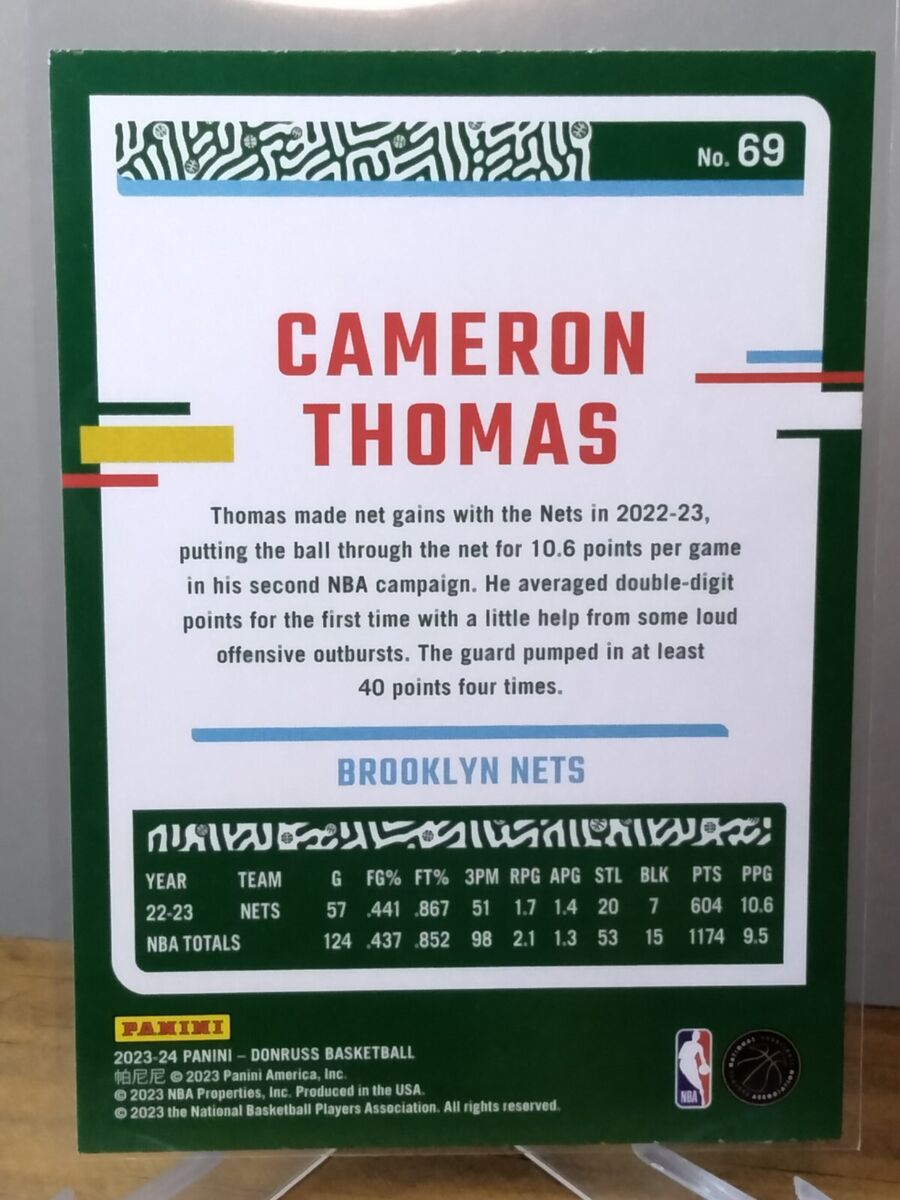 No. 69
CAMERON
THOMAS
Thomas made net gains with the Nets in 2022-23,
putting the ball through the net for 10.6 points per game
in his second NBA campaign. He averaged double-digit
points for the first time with a little help from some loud
offensive outbursts. The guard pumped in at least
40 points four times.
BROOKLYN NETS
YEAR TEAM G FG% FT% 3PM RPG APG STL BLK PTS PPG
22-23 NETS 57 .441 .867 51 1.7 1.4 20 7 604 10.6
NBA TOTALS 124 .437 .852 98 2.1 1.3 53 15 1174 9.5
PANINI
2023-24 PANINI – DONRUSS BASKETBALL
帕尼尼 © 2023 Panini America, Inc.
© 2023 NBA Properties, Inc. Produced in the USA.
© 2023 the National Basketball Players Association. All rights reserved.
NBA
NATIONAL
ASSOCIATION